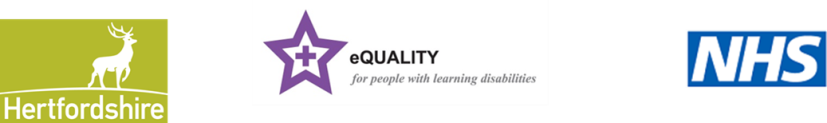 Hertfordshire
eQUALITY
for people with learning disabilities
NHS